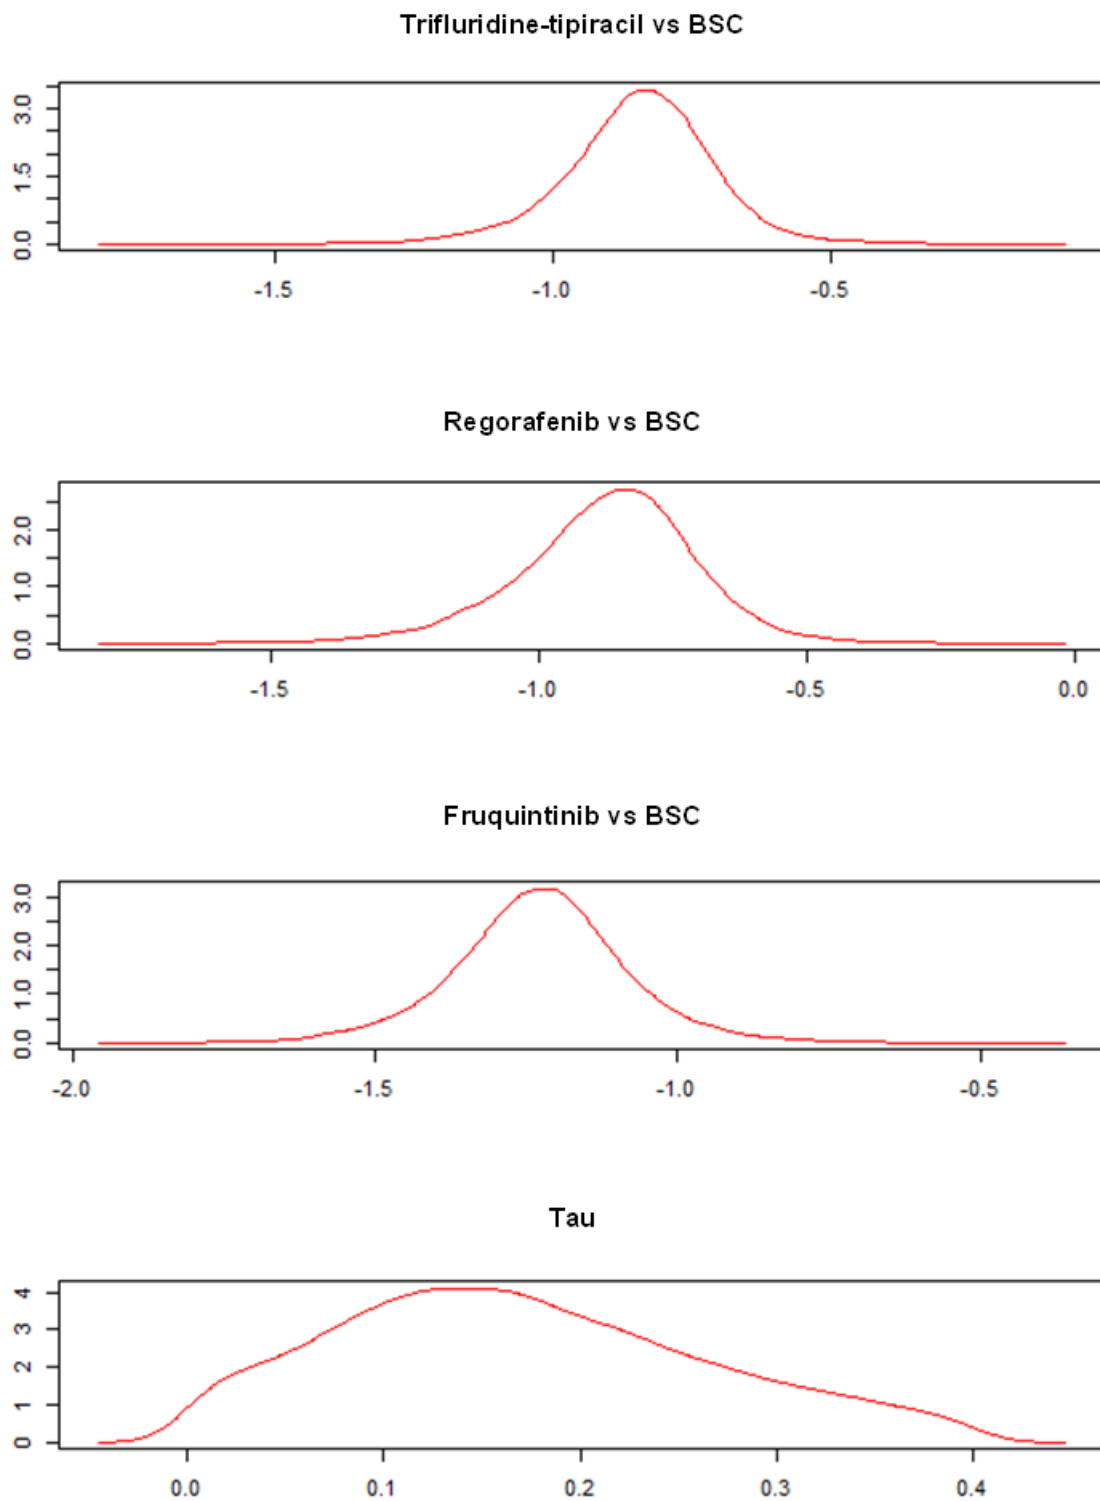 Trifluridine-tipiracil vs BSC
3.0
1.5
0.0
-1.5 -1.0 -0.5
Regorafenib vs BSC
2.0
1.0
0.0
-1.5 -1.0 -0.5 0.0
Fruquintinib vs BSC
3.0
2.0
1.0
0.0
-2.0 -1.5 -1.0 -0.5
Tau
4
3
2
1
0
0.0 0.1 0.2 0.3 0.4